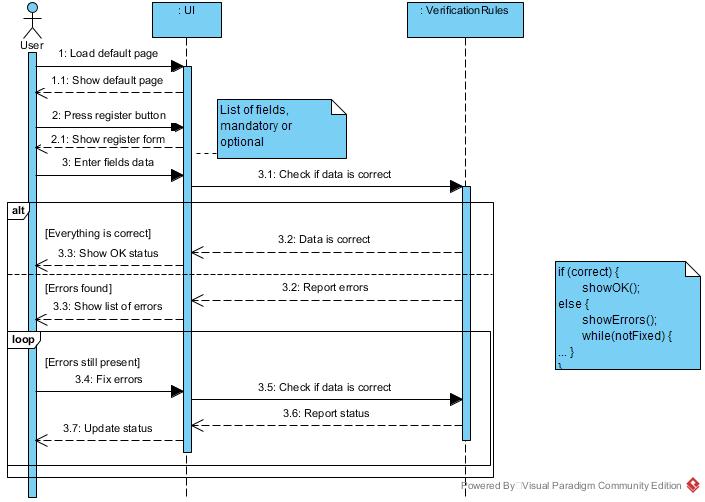 : UI
: VerificationRules
User
1: Load default page
1.1: Show default page
2: Press register button
2.1: Show register form
List of fields,
mandatory or
optional
3: Enter fields data
3.1: Check if data is correct
alt
[Everything is correct]
3.2: Data is correct
3.3: Show OK status
[Errors found]
3.2: Report errors
3.3: Show list of errors
if (correct) {
showOK();
else {
showErrors();
while(notFixed) {
... }
}
loop
[Errors still present]
3.4: Fix errors
3.5: Check if data is correct
3.6: Report status
3.7: Update status
Powered By Visual Paradigm Community Edition